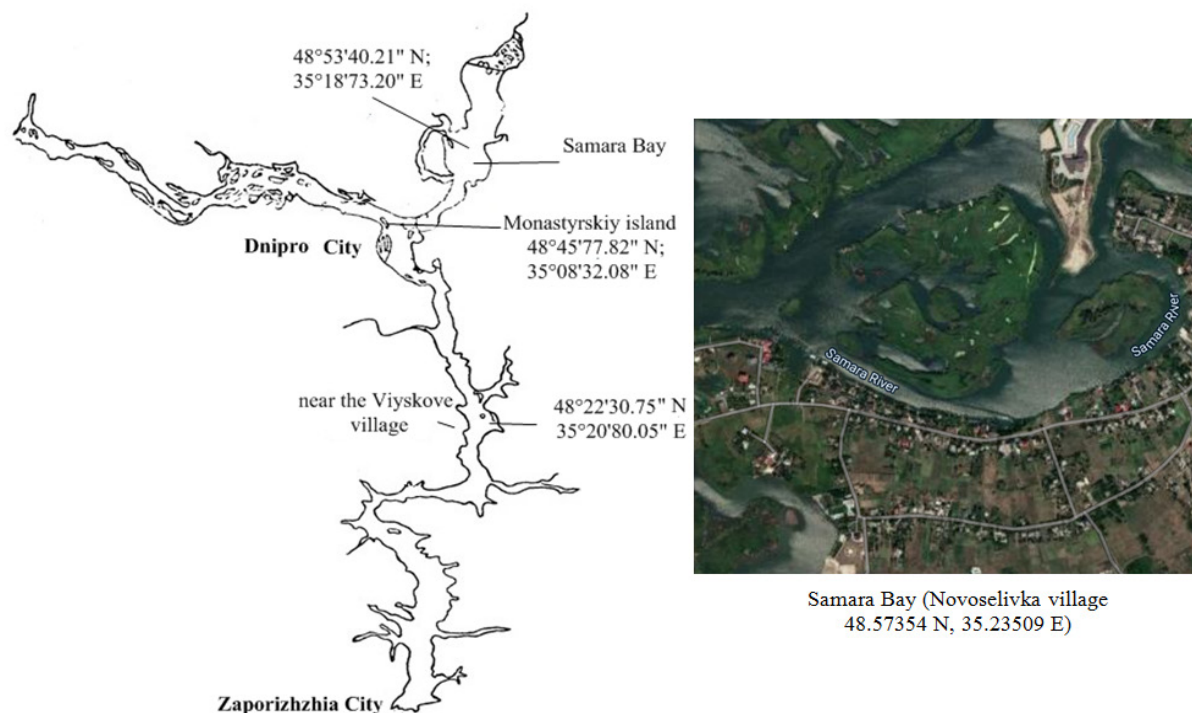 48°53'40.21" N;
35°18'73.20" E
Samara Bay
Monastyrskiy island
48°45'77.82" N;
35°08'32.08" E
Dnipro City
near the Viyskove
village
48°22'30.75" N
35°20'80.05" E
Zaporizhzhia City
Samara River
Samara River
Samara Bay (Novoselivka village
48.57354 N, 35.23509 E)